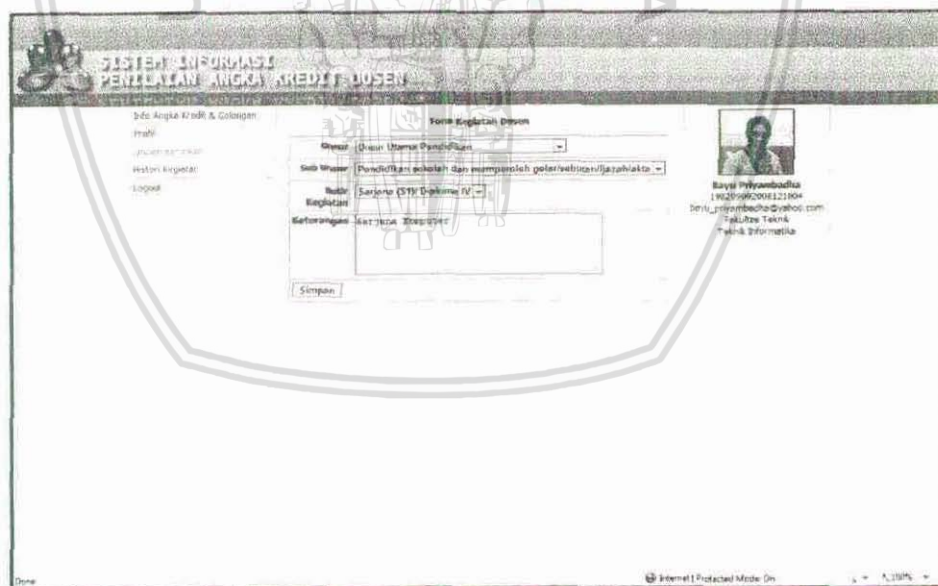 SISTEM INFORMASI
PENILAIAN ANGKA KREDIT DOSEN
Info Angka Kredit & Golongan
Profil
Histori Kegiatan
Logout
Form Kegiatan Dosen
Unsur Unsur Utama Pendidikan
Sub Unsur Pendidikan sekolah dan memperoleh gelar/sebutan/ijazah/akta
Butir Kegiatan Sarjana (S1)/ Diploma IV
Keterangan Sarjana Komputer
Simpan
Bayu Priyambadha
bayu_priyambadha@yahoo.com
Fakultas Teknik
Teknik Informatika
Done
Internet | Protected Mode: On
100%